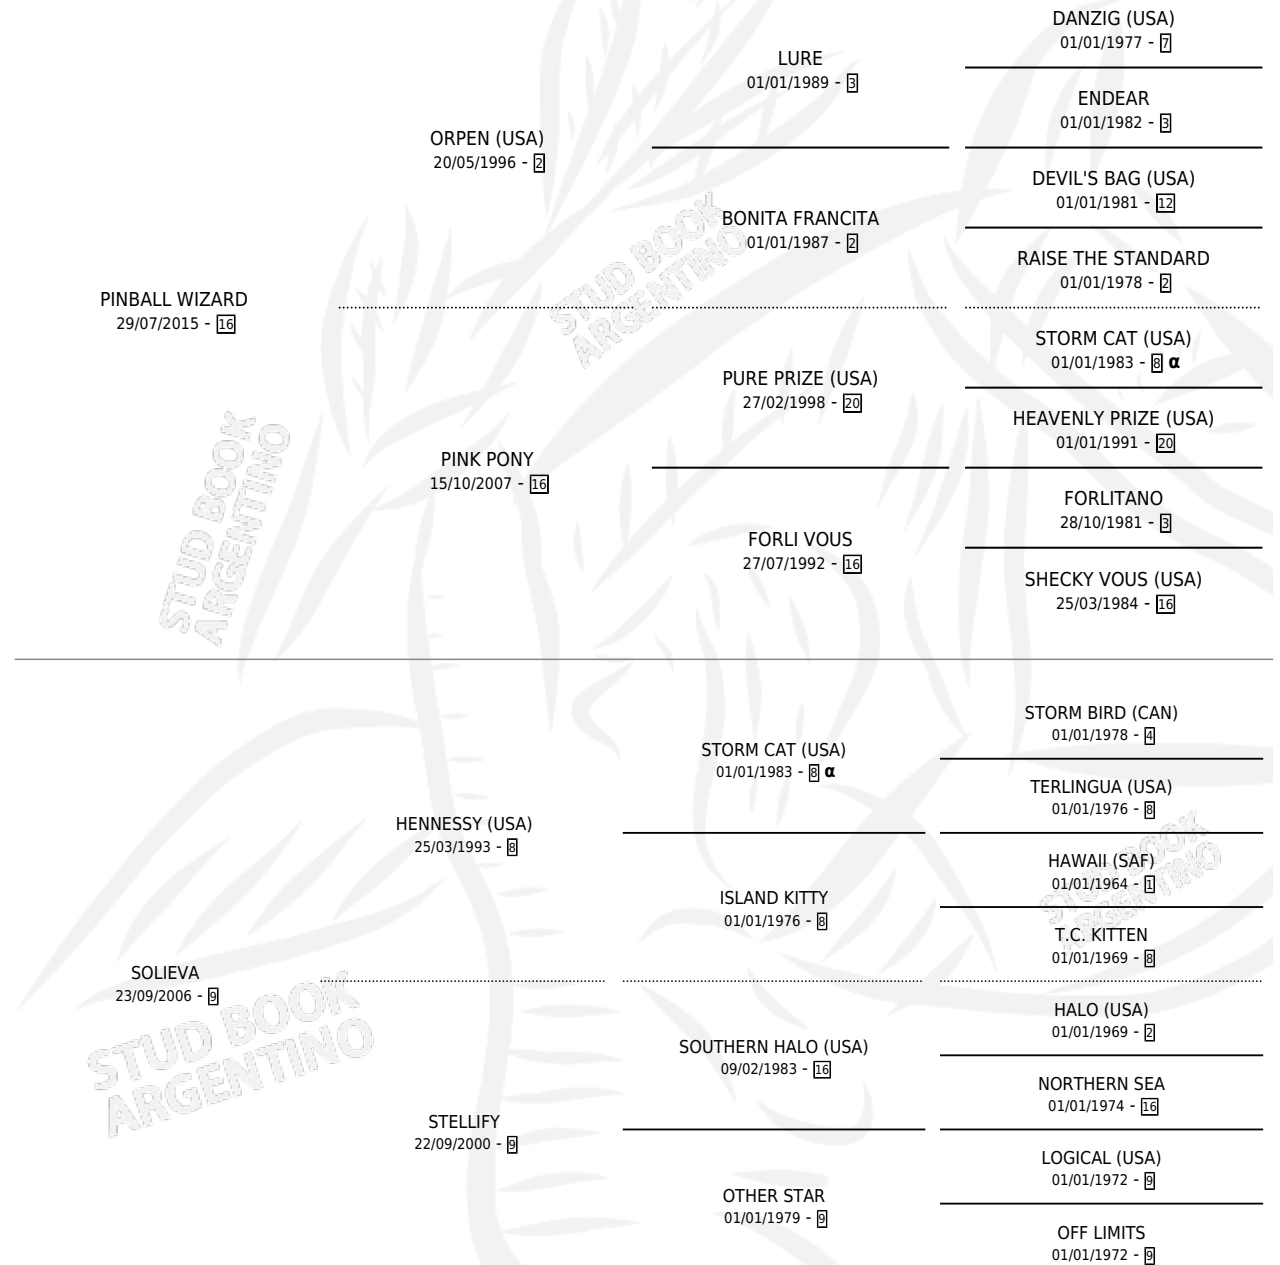 DANZIG (USA)
01/01/1977 - 7
LURE
01/01/1989 - 3
ENDEAR
01/01/1982 - 3
ORPEN (USA)
20/05/1996 - 2
DEVIL'S BAG (USA)
01/01/1981 - 12
BONITA FRANCITA
01/01/1987 - 2
RAISE THE STANDARD
01/01/1978 - 2
PINBALL WIZARD
29/07/2015 - 16
STORM CAT (USA)
01/01/1983 - 8 α
PURE PRIZE (USA)
27/02/1998 - 20
HEAVENLY PRIZE (USA)
01/01/1991 - 20
PINK PONY
15/10/2007 - 16
FORLITANO
28/10/1981 - 3
FORLI VOUS
27/07/1992 - 16
SHECKY VOUS (USA)
25/03/1984 - 16
STORM BIRD (CAN)
01/01/1978 - 4
STORM CAT (USA)
01/01/1983 - 8 α
TERLINGUA (USA)
01/01/1976 - 8
HENNESSY (USA)
25/03/1993 - 8
HAWAII (SAF)
01/01/1964 - 1
ISLAND KITTY
01/01/1976 - 8
T.C. KITTEN
01/01/1969 - 8
SOLIEVA
23/09/2006 - 9
HALO (USA)
01/01/1969 - 2
SOUTHERN HALO (USA)
09/02/1983 - 16
NORTHERN SEA
01/01/1974 - 16
STELLIFY
22/09/2000 - 9
LOGICAL (USA)
01/01/1972 - 9
OTHER STAR
01/01/1979 - 9
OFF LIMITS
01/01/1972 - 9
STUD BOOK
ARGENTINO
STUD BOOK
ARGENTINO
STUD BOOK
ARGENTINO
STUD BOOK
ARGENTINO